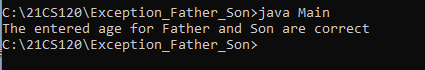 C:\21CS120\Exception_Father_Son>java Main
The entered age for Father and Son are correct
C:\21CS120\Exception_Father_Son>